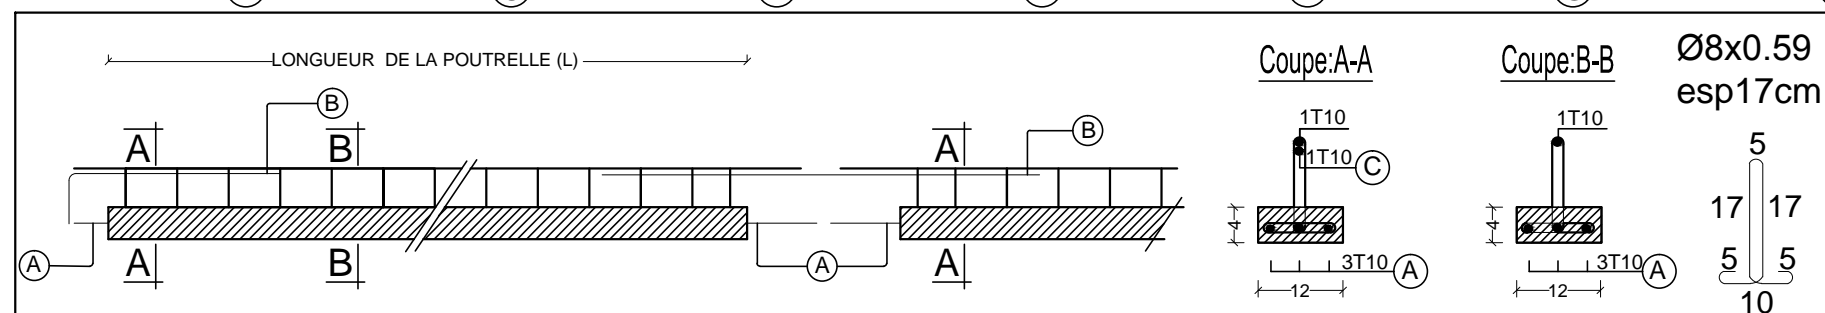 LONGUEUR DE LA POUTRELLE (L)
B
A
B
A
B
A
A
B
A
A
A
Coupe:A-A
1T10
1T10
C
4
3T10
A
12
Coupe:B-B
1T10
4
3T10
A
12
Ø8x0.59
esp17cm
5
17
17
5
5
10